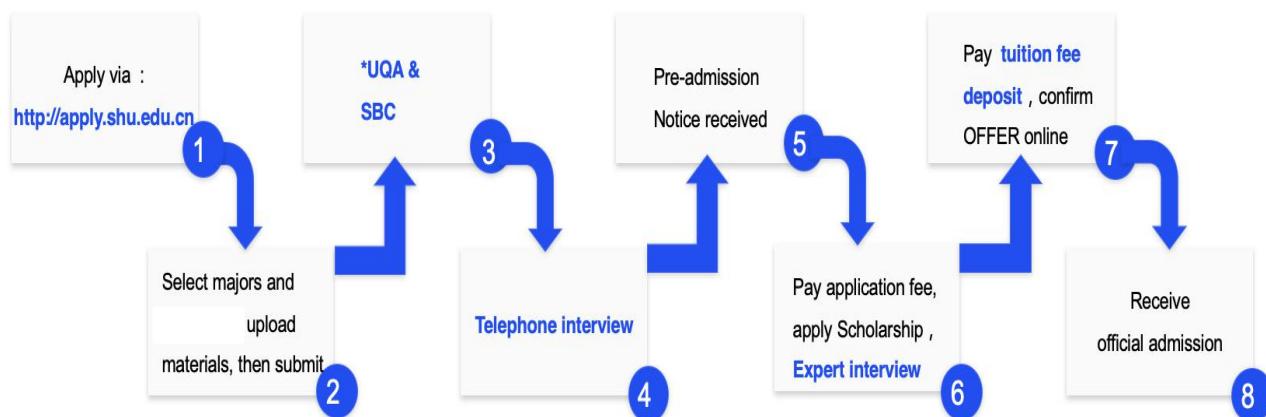 Apply via :
http://apply.shu.edu.cn
1
Select majors and
upload
materials, then submit
2
*UQA &
SBC
3
Telephone interview
4
Pre-admission
Notice received
5
Pay application fee,
apply Scholarship ,
Expert interview
6
Pay tuition fee
deposit , confirm
OFFER online
7
Receive
official admission
8